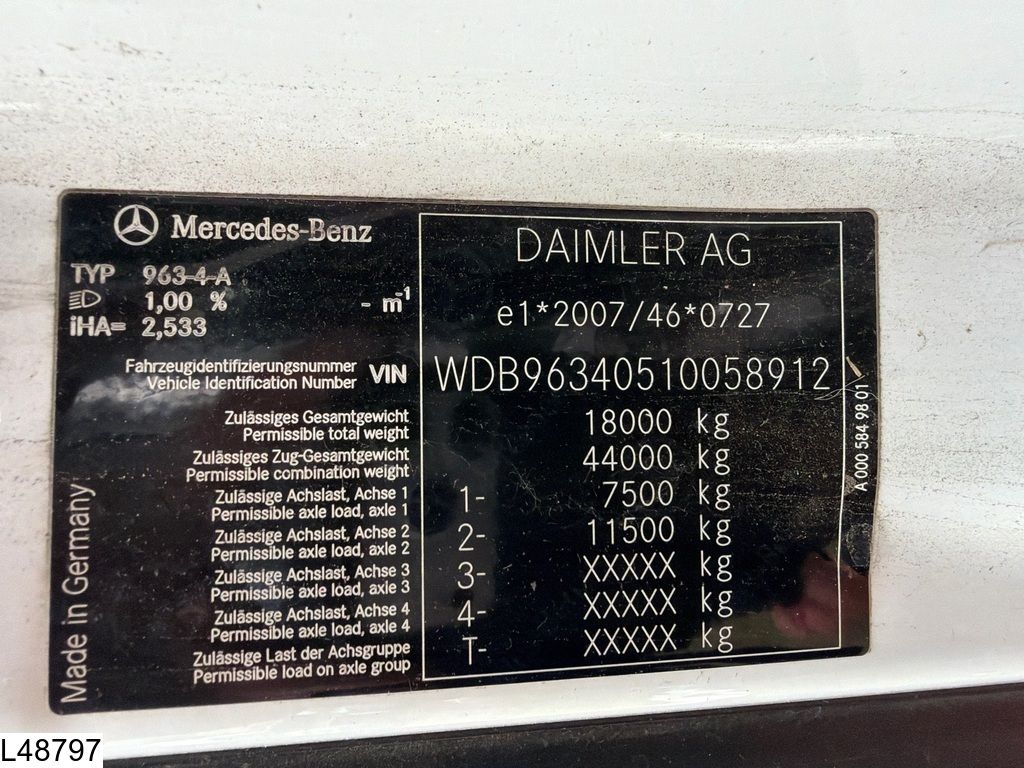 Mercedes-Benz
TYP 963-4-A
1,00 % - m-1
iHA= 2,533
DAIMLER AG
e1*2007/46*0727
Fahrzeugidentifizierungsnummer
Vehicle Identification Number VIN WDB96340510058912
Zulässiges Gesamtgewicht
Permissible total weight 18000 kg
Zulässiges Zug-Gesamtgewicht
Permissible combination weight 44000 kg
Zulässige Achslast, Achse 1
Permissible axle load, axle 1 1- 7500 kg
Zulässige Achslast, Achse 2
Permissible axle load, axle 2 2- 11500 kg
Zulässige Achslast, Achse 3
Permissible axle load, axle 3 3- XXXXX kg
Zulässige Achslast, Achse 4
Permissible axle load, axle 4 4- XXXXX kg
Zulässige Last der Achsgruppe
Permissible load on axle group T- XXXXX kg
Made in Germany
A 000 584 98 01
L48797